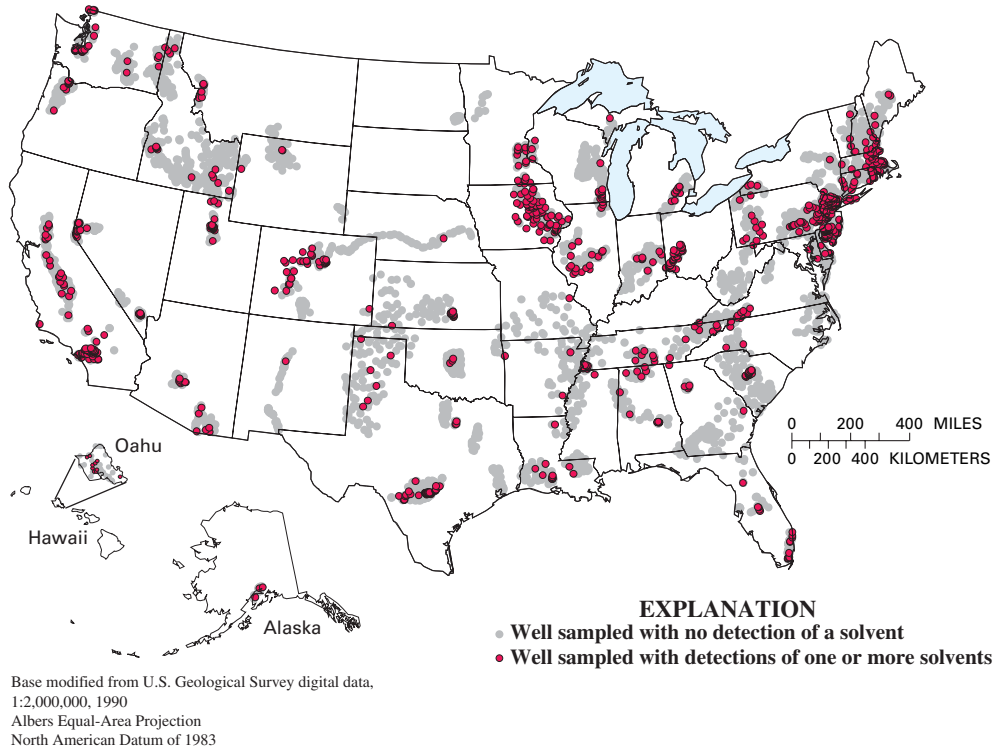 Oahu
Hawaii
Alaska
0 200 400 MILES
0 200 400 KILOMETERS
EXPLANATION
Well sampled with no detection of a solvent
Well sampled with detections of one or more solvents
Base modified from U.S. Geological Survey digital data,
1:2,000,000, 1990
Albers Equal-Area Projection
North American Datum of 1983